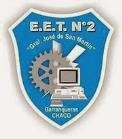 E.E.T. Nº2
"Gral. José de San Martín"
Barranqueras
CHACO